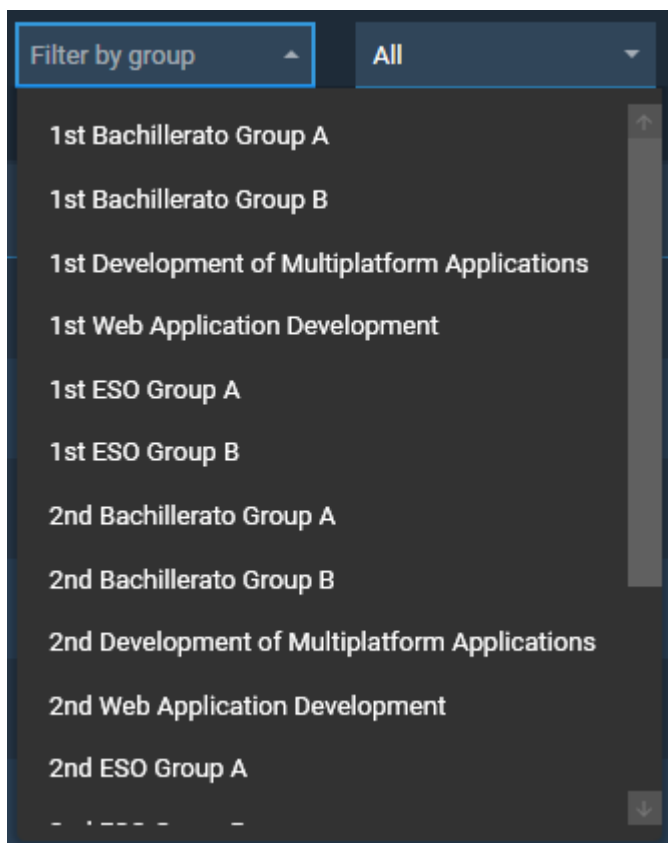 Filter by group
All
1st Bachillerato Group A
1st Bachillerato Group B
1st Development of Multiplatform Applications
1st Web Application Development
1st ESO Group A
1st ESO Group B
2nd Bachillerato Group A
2nd Bachillerato Group B
2nd Development of Multiplatform Applications
2nd Web Application Development
2nd ESO Group A